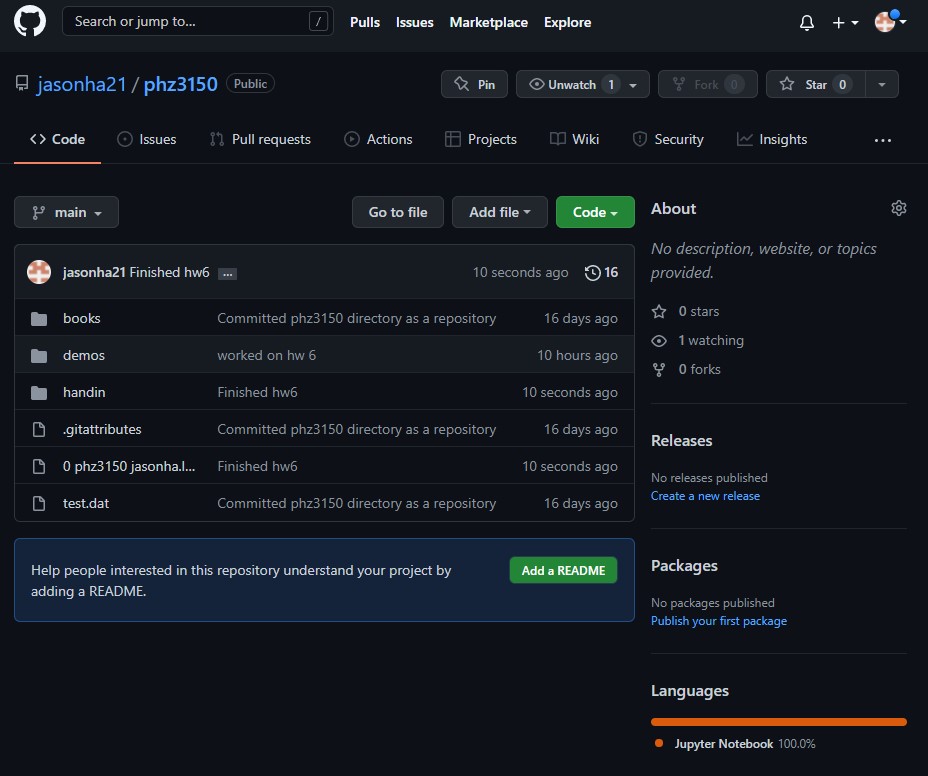 Search or jump to... /
Pulls Issues Marketplace Explore
jasonha21 / phz3150 Public
Pin Unwatch 1 Fork 0 Star 0
Code Issues Pull requests Actions Projects Wiki Security Insights ...
main Go to file Add file Code
jasonha21 Finished hw6 ... 10 seconds ago 16
books Committed phz3150 directory as a repository 16 days ago
demos worked on hw 6 10 hours ago
handin Finished hw6 10 seconds ago
.gitattributes Committed phz3150 directory as a repository 16 days ago
0 phz3150 jasonha.l... Finished hw6 10 seconds ago
test.dat Committed phz3150 directory as a repository 16 days ago
Help people interested in this repository understand your project by
adding a README.
Add a README
About
No description, website, or topics
provided.
0 stars
1 watching
0 forks
Releases
No releases published
Create a new release
Packages
No packages published
Publish your first package
Languages
Jupyter Notebook 100.0%